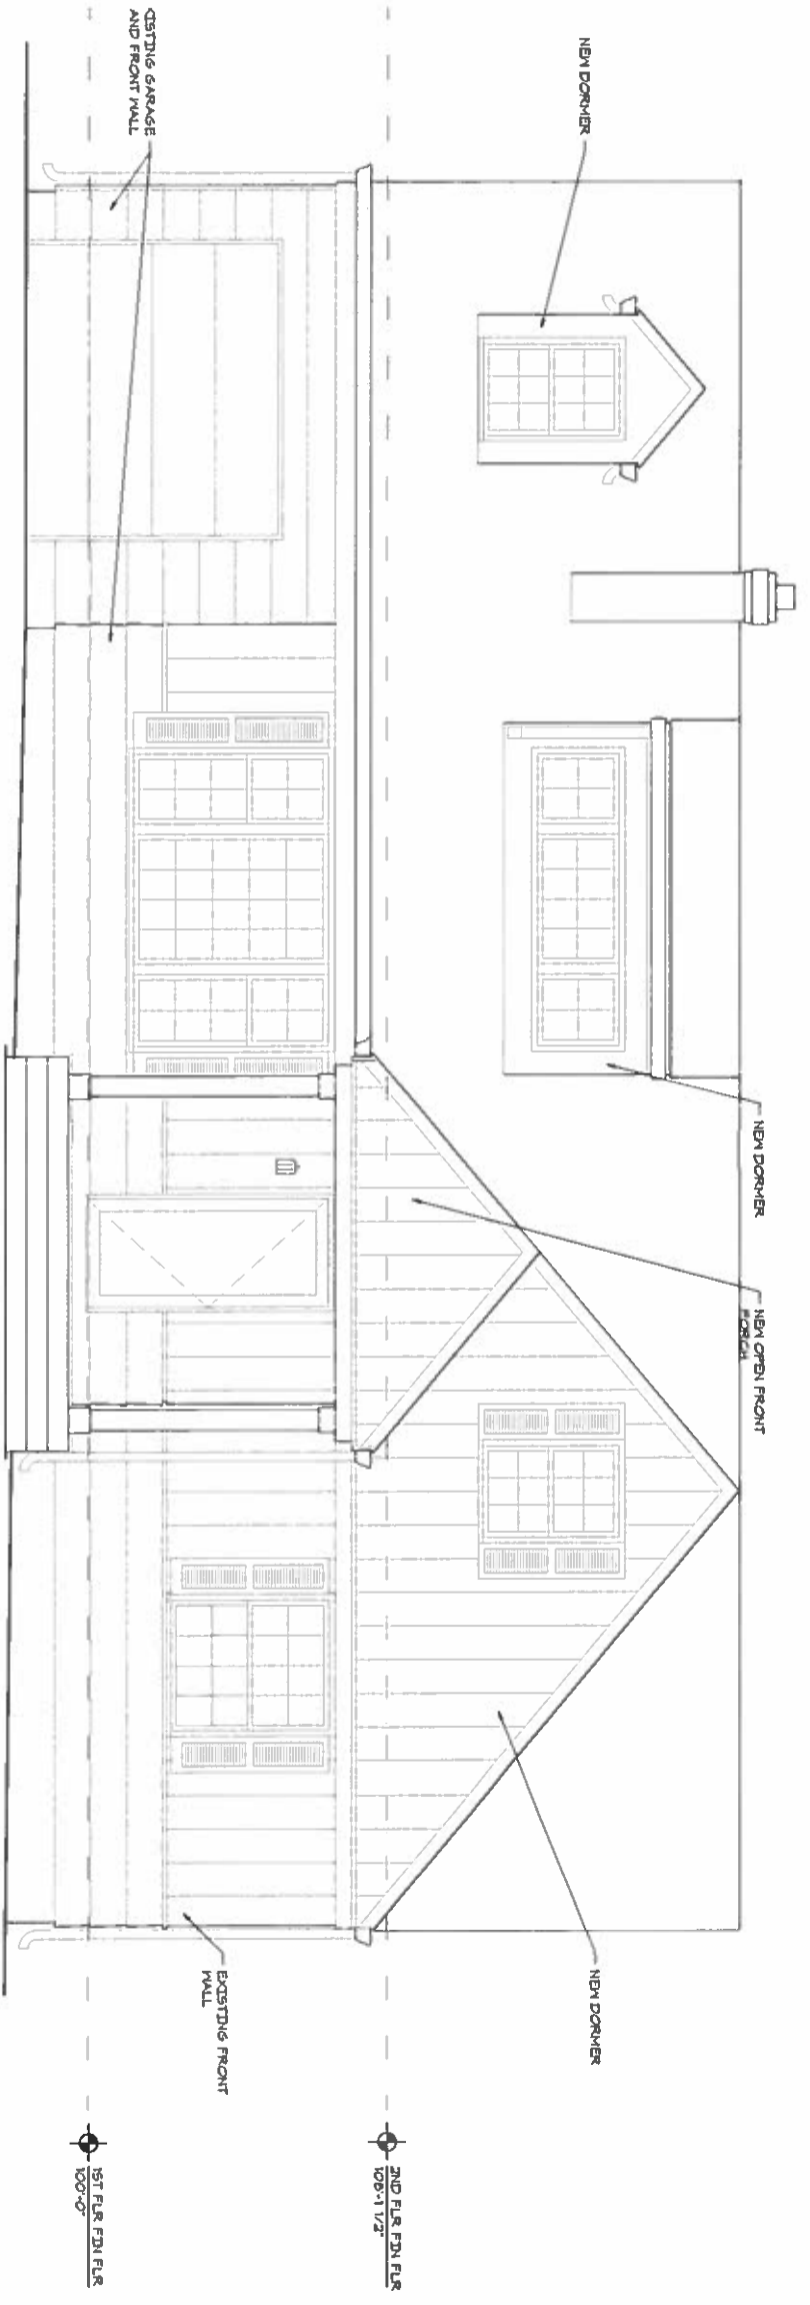 NEW DORMER
XISTING GARAGE
AND FRONT WALL
NEW DORMER
NEW OPEN FRONT
PORCH
NEW DORMER
EXISTING FRONT
WALL
2ND FLR FIN FLR
108'-1 1/2"
1ST FLR FIN FLR
100'-0"